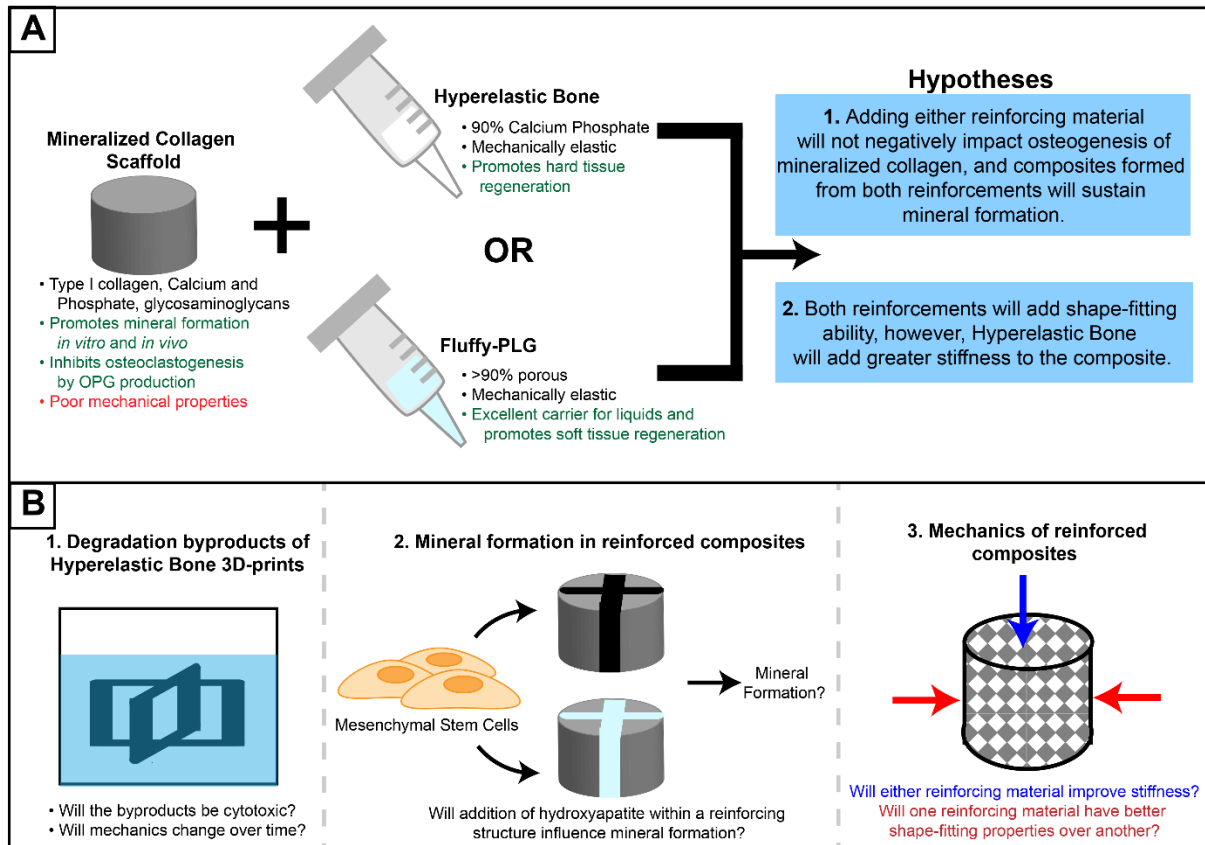 A
Mineralized Collagen
Scaffold
• Type I collagen, Calcium and
Phosphate, glycosaminoglycans
• Promotes mineral formation
in vitro and in vivo
• Inhibits osteoclastogenesis
by OPG production
• Poor mechanical properties
Hyperelastic Bone
• 90% Calcium Phosphate
• Mechanically elastic
• Promotes hard tissue
regeneration
OR
Fluffy-PLG
• >90% porous
• Mechanically elastic
• Excellent carrier for liquids and
promotes soft tissue regeneration
Hypotheses
1. Adding either reinforcing material
will not negatively impact osteogenesis of
mineralized collagen, and composites formed
from both reinforcements will sustain
mineral formation.
2. Both reinforcements will add shape-fitting
ability, however, Hyperelastic Bone
will add greater stiffness to the composite.
B
1. Degradation byproducts of
Hyperelastic Bone 3D-prints
• Will the byproducts be cytotoxic?
• Will mechanics change over time?
2. Mineral formation in reinforced composites
Mesenchymal Stem Cells
Mineral
Formation?
Will addition of hydroxyapatite within a reinforcing
structure influence mineral formation?
3. Mechanics of reinforced
composites
Will either reinforcing material improve stiffness?
Will one reinforcing material have better
shape-fitting properties over another?